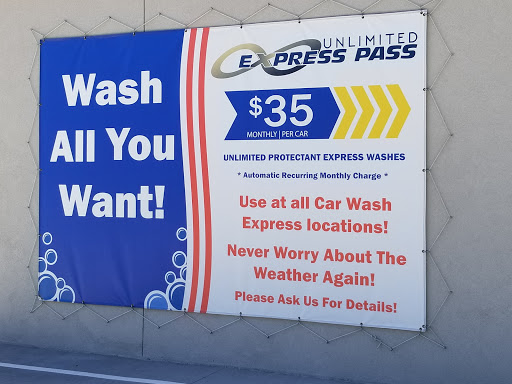 Wash
All You
Want!
UNLIMITED
EXPRESS PASS
$35
MONTHLY | PER CAR
UNLIMITED PROTECTANT EXPRESS WASHES
* Automatic Recurring Monthly Charge *
Use at all Car Wash
Express locations!
Never Worry About The
Weather Again!
Please Ask Us For Details!